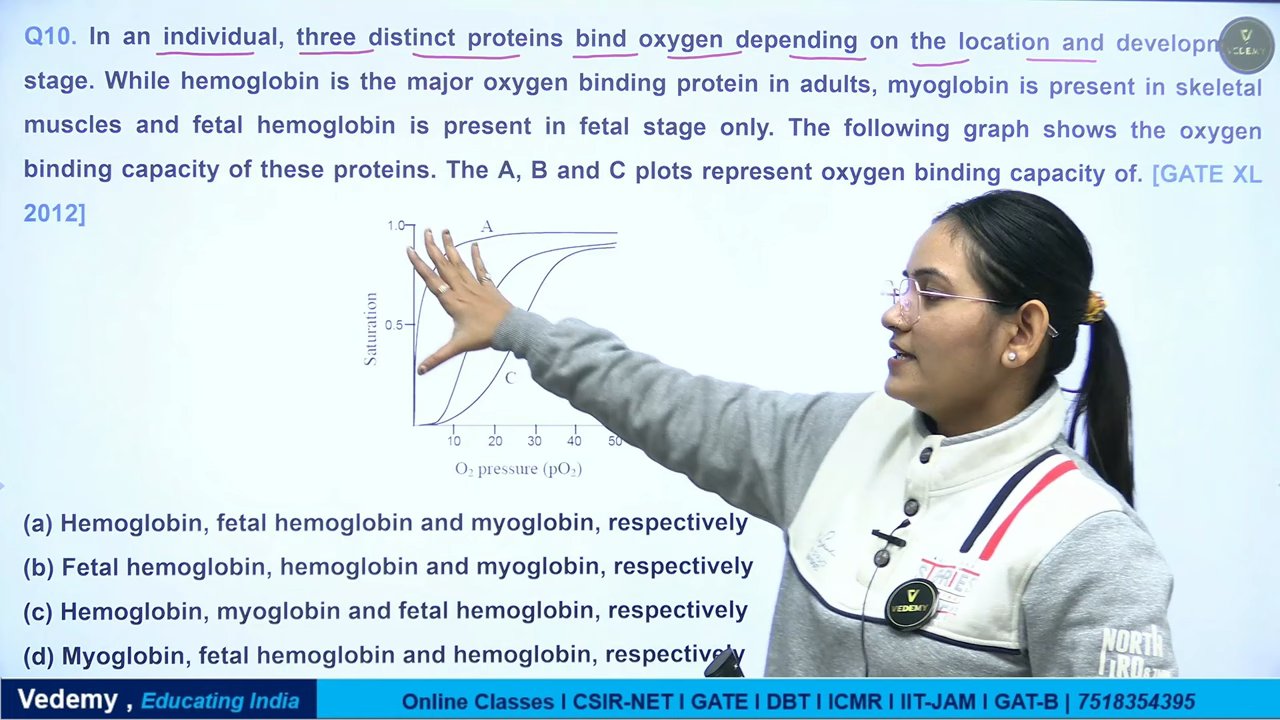 Q10. In an individual, three distinct proteins bind oxygen depending on the location and
stage. While hemoglobin is the major oxygen binding protein in adults, myoglobin is present in skeletal
muscles and fetal hemoglobin is present in fetal stage only. The following graph shows the oxygen
binding capacity of these proteins. The A, B and C plots represent oxygen binding capacity of. [GATE XL
2012]
VEDEMY
1.0
A
Saturation
0.5
C
10 20 30 40 50
O₂ pressure (pO₂)
(a) Hemoglobin, fetal hemoglobin and myoglobin, respectively
(b) Fetal hemoglobin, hemoglobin and myoglobin, respectively
(c) Hemoglobin, myoglobin and fetal hemoglobin, respectively
(d) Myoglobin, fetal hemoglobin and hemoglobin, respectively
VEDEMY
NORTH
Vedemy , Educating India
Online Classes I CSIR-NET I GATE I DBT I ICMR I IIT-JAM I GAT-B | 7518354395